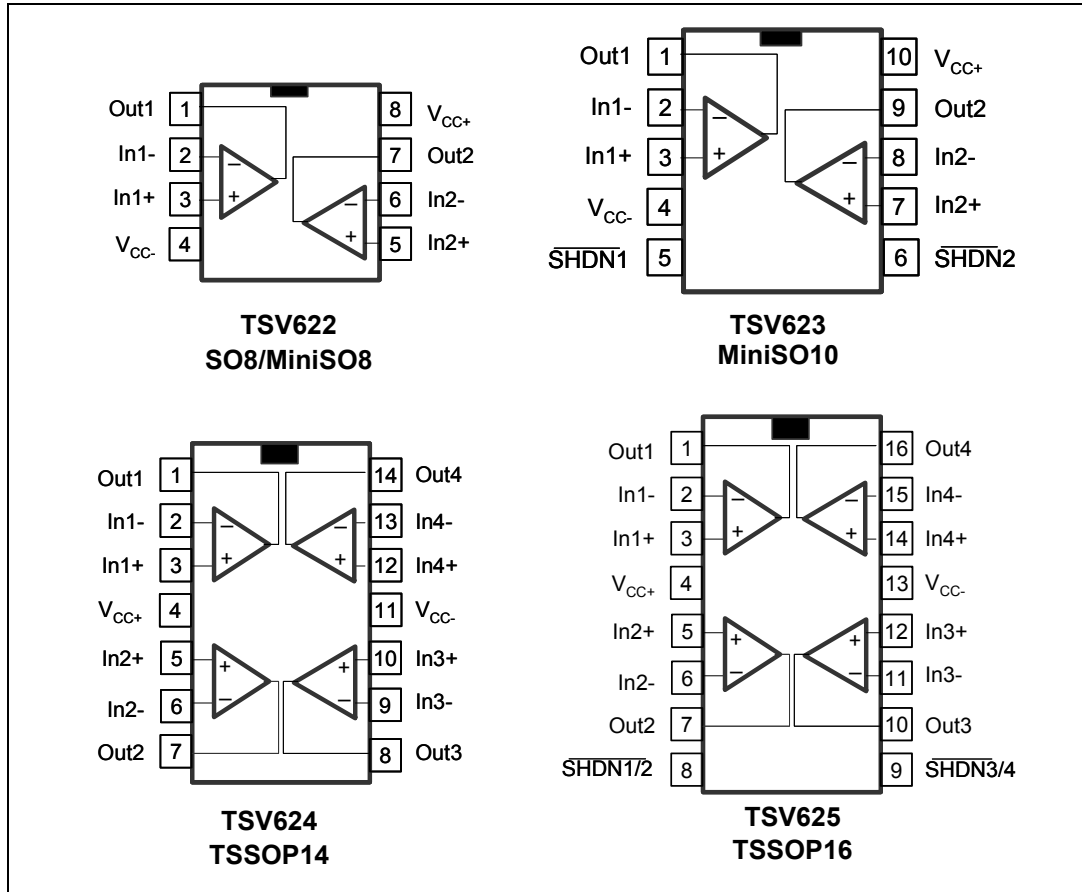 Out1 1 8 VCC+
In1- 2 − 7 Out2
In1+ 3 + − 6 In2-
VCC- 4 + 5 In2+
TSV622
SO8/MiniSO8
Out1 1 10 VCC+
In1- 2 − 9 Out2
In1+ 3 + − 8 In2-
VCC- 4 + 7 In2+
SHDN1 5 6 SHDN2
TSV623
MiniSO10
Out1 1 14 Out4
In1- 2 − − 13 In4-
In1+ 3 + + 12 In4+
VCC+ 4 11 VCC-
In2+ 5 + + 10 In3+
In2- 6 − − 9 In3-
Out2 7 8 Out3
TSV624
TSSOP14
Out1 1 16 Out4
In1- 2 − − 15 In4-
In1+ 3 + + 14 In4+
VCC+ 4 13 VCC-
In2+ 5 + + 12 In3+
In2- 6 − − 11 In3-
Out2 7 10 Out3
SHDN1/2 8 9 SHDN3/4
TSV625
TSSOP16